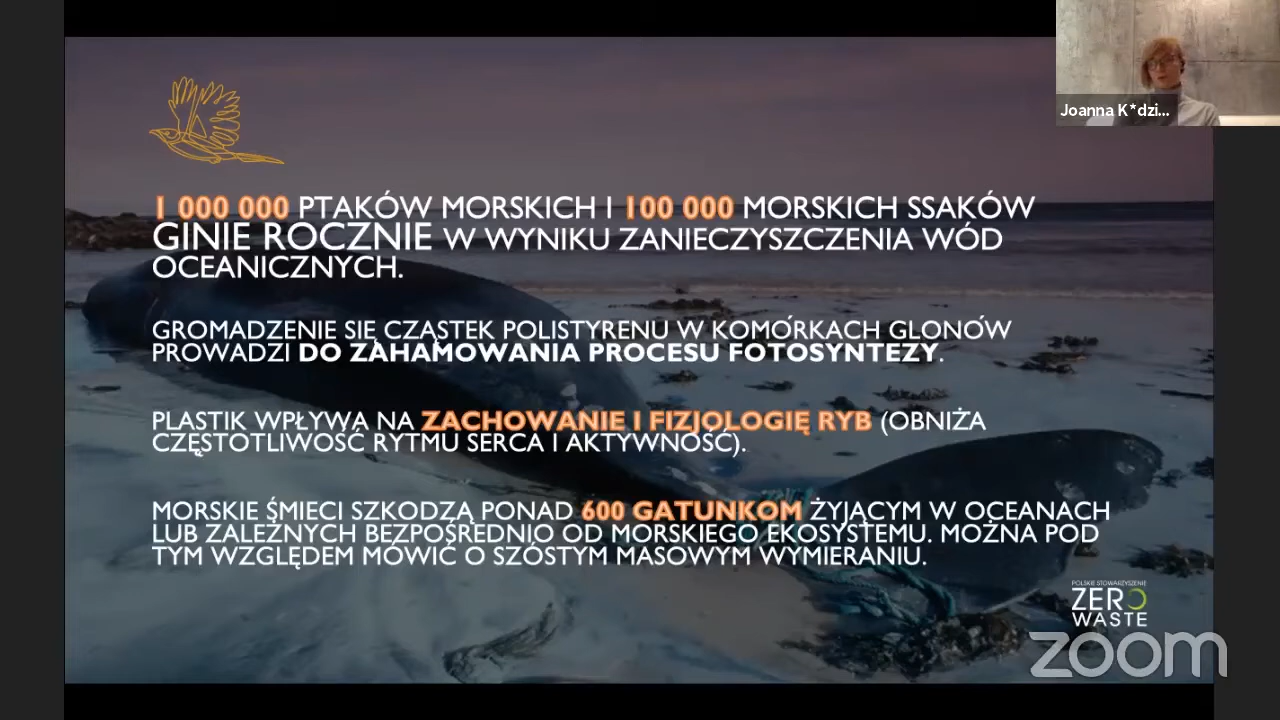 Joanna K*dzi...
1 000 000 PTAKÓW MORSKICH I 100 000 MORSKICH SSAKÓW
GINIE ROCZNIE W WYNIKU ZANIECZYSZCZENIA WÓD
OCEANICZNYCH.
GROMADZENIE SIĘ CZĄSTEK POLISTYRENU W KOMÓRKACH GLONÓW
PROWADZI DO ZAHAMOWANIA PROCESU FOTOSYNTEZY.
PLASTIK WPŁYWA NA ZACHOWANIE I FIZJOLOGIĘ RYB (OBNIŻA
CZĘSTOTLIWOŚĆ RYTMU SERCA I AKTYWNOŚĆ).
MORSKIE ŚMIECI SZKODZĄ PONAD 600 GATUNKOM ŻYJĄCYM W OCEANACH
LUB ZALEŻNYCH BEZPOŚREDNIO OD MORSKIEGO EKOSYSTEMU. MOŻNA POD
TYM WZGLĘDEM MÓWIĆ O SZÓSTYM MASOWYM WYMIERANIU.
POLSKIE STOWARZYSZENIE
ZERO
WASTE
zoom